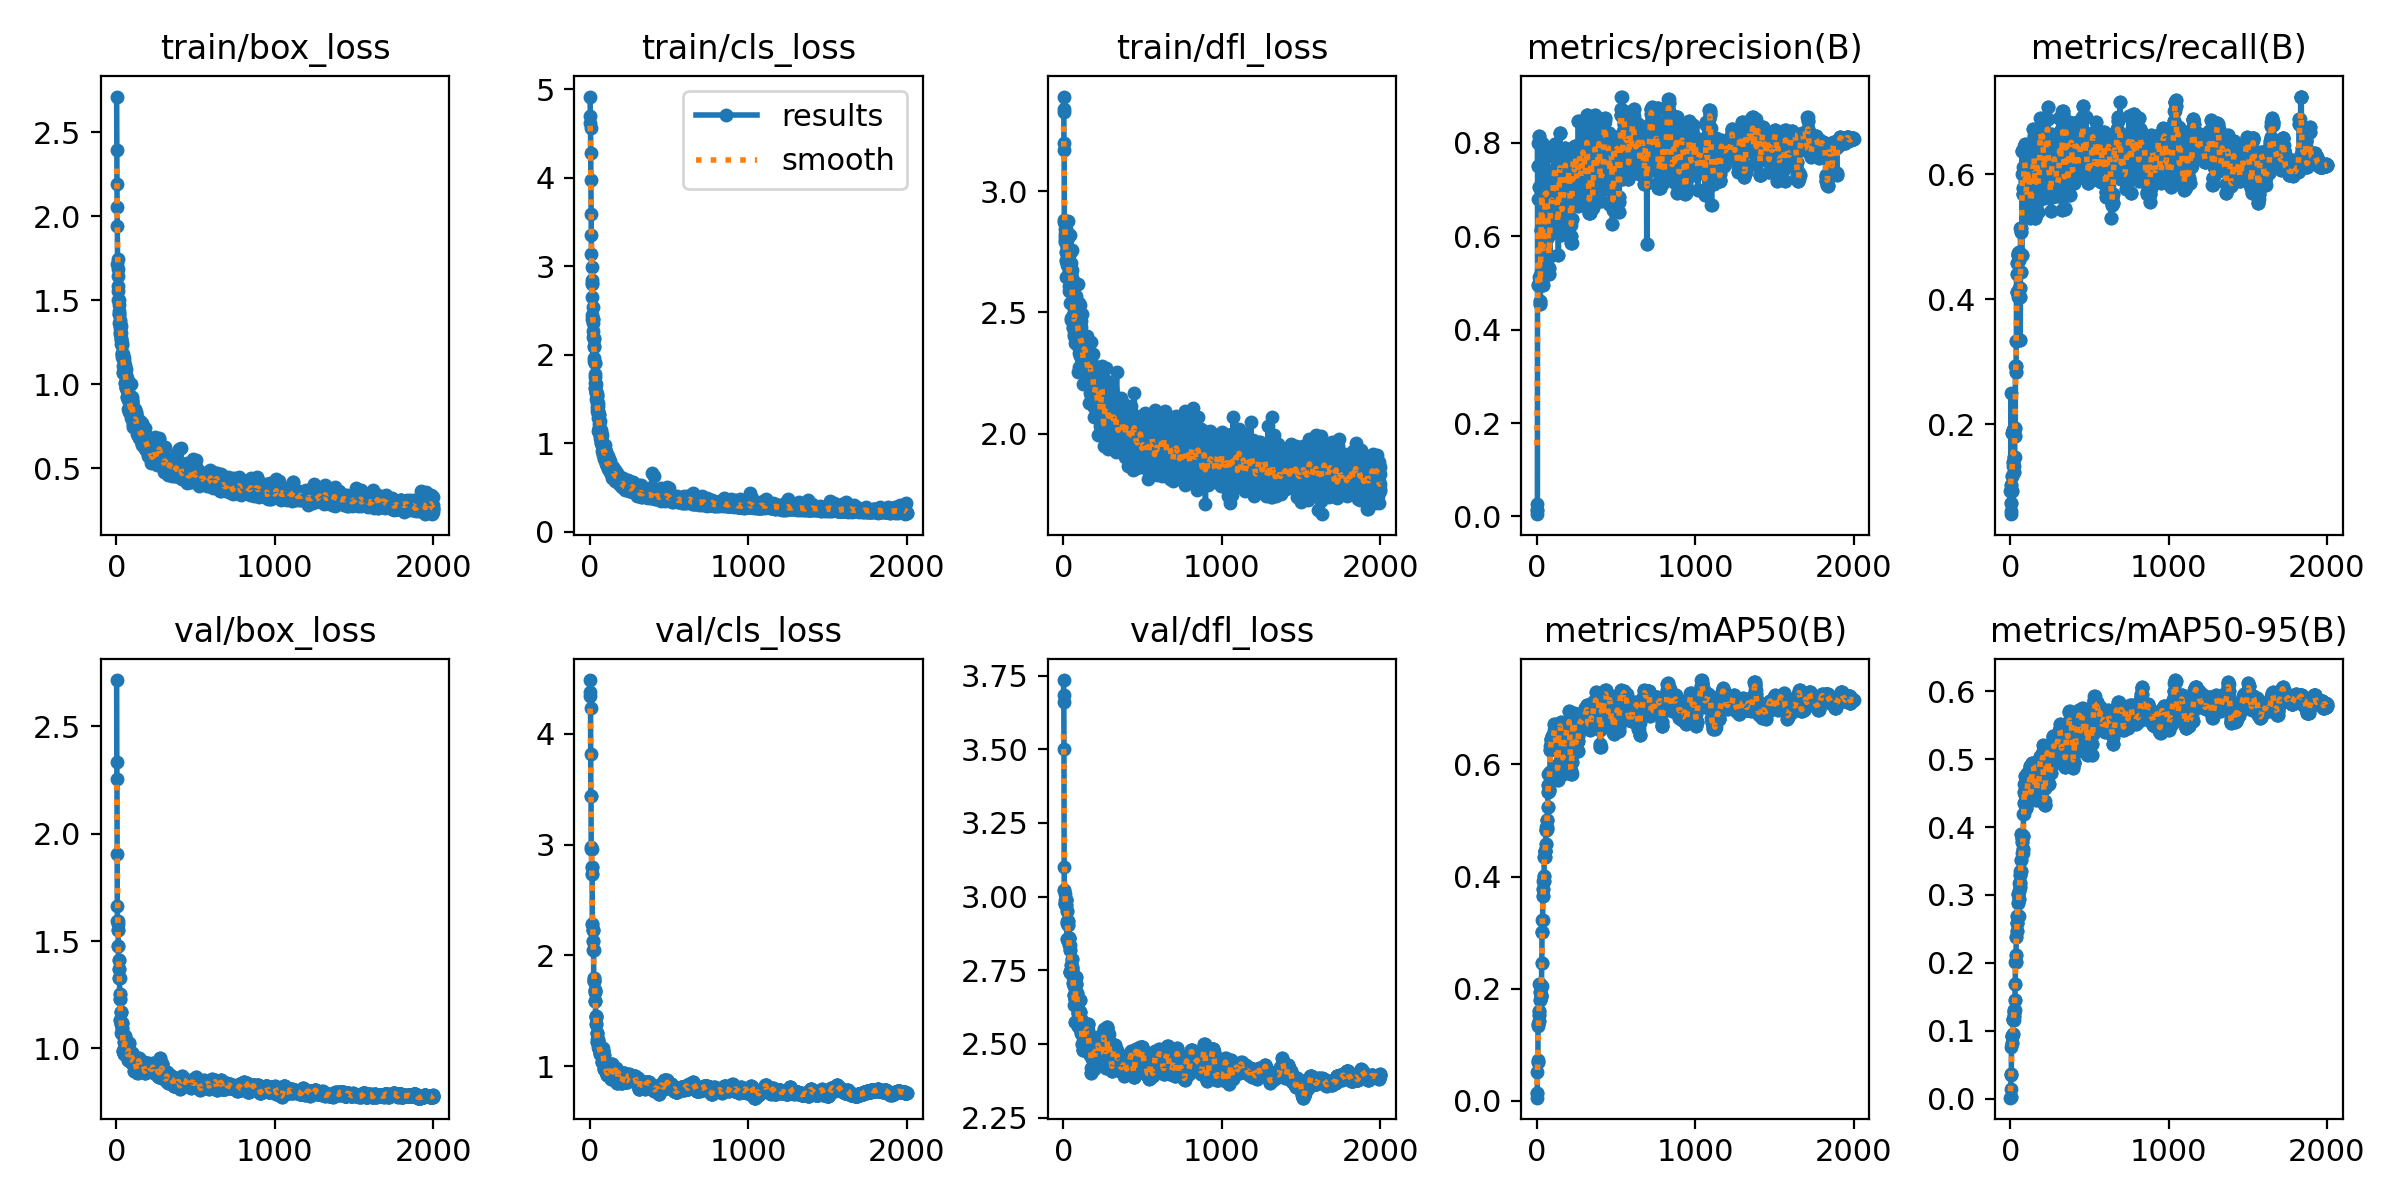 train/box_loss
2.5
2.0
1.5
1.0
0.5
0 1000 2000
train/cls_loss
results
smooth
5
4
3
2
1
0
0 1000 2000
train/dfl_loss
3.0
2.5
2.0
0 1000 2000
metrics/precision(B)
0.8
0.6
0.4
0.2
0.0
0 1000 2000
metrics/recall(B)
0.6
0.4
0.2
0 1000 2000
val/box_loss
2.5
2.0
1.5
1.0
0 1000 2000
val/cls_loss
4
3
2
1
0 1000 2000
val/dfl_loss
3.75
3.50
3.25
3.00
2.75
2.50
2.25
0 1000 2000
metrics/mAP50(B)
0.6
0.4
0.2
0.0
0 1000 2000
metrics/mAP50-95(B)
0.6
0.5
0.4
0.3
0.2
0.1
0.0
0 1000 2000